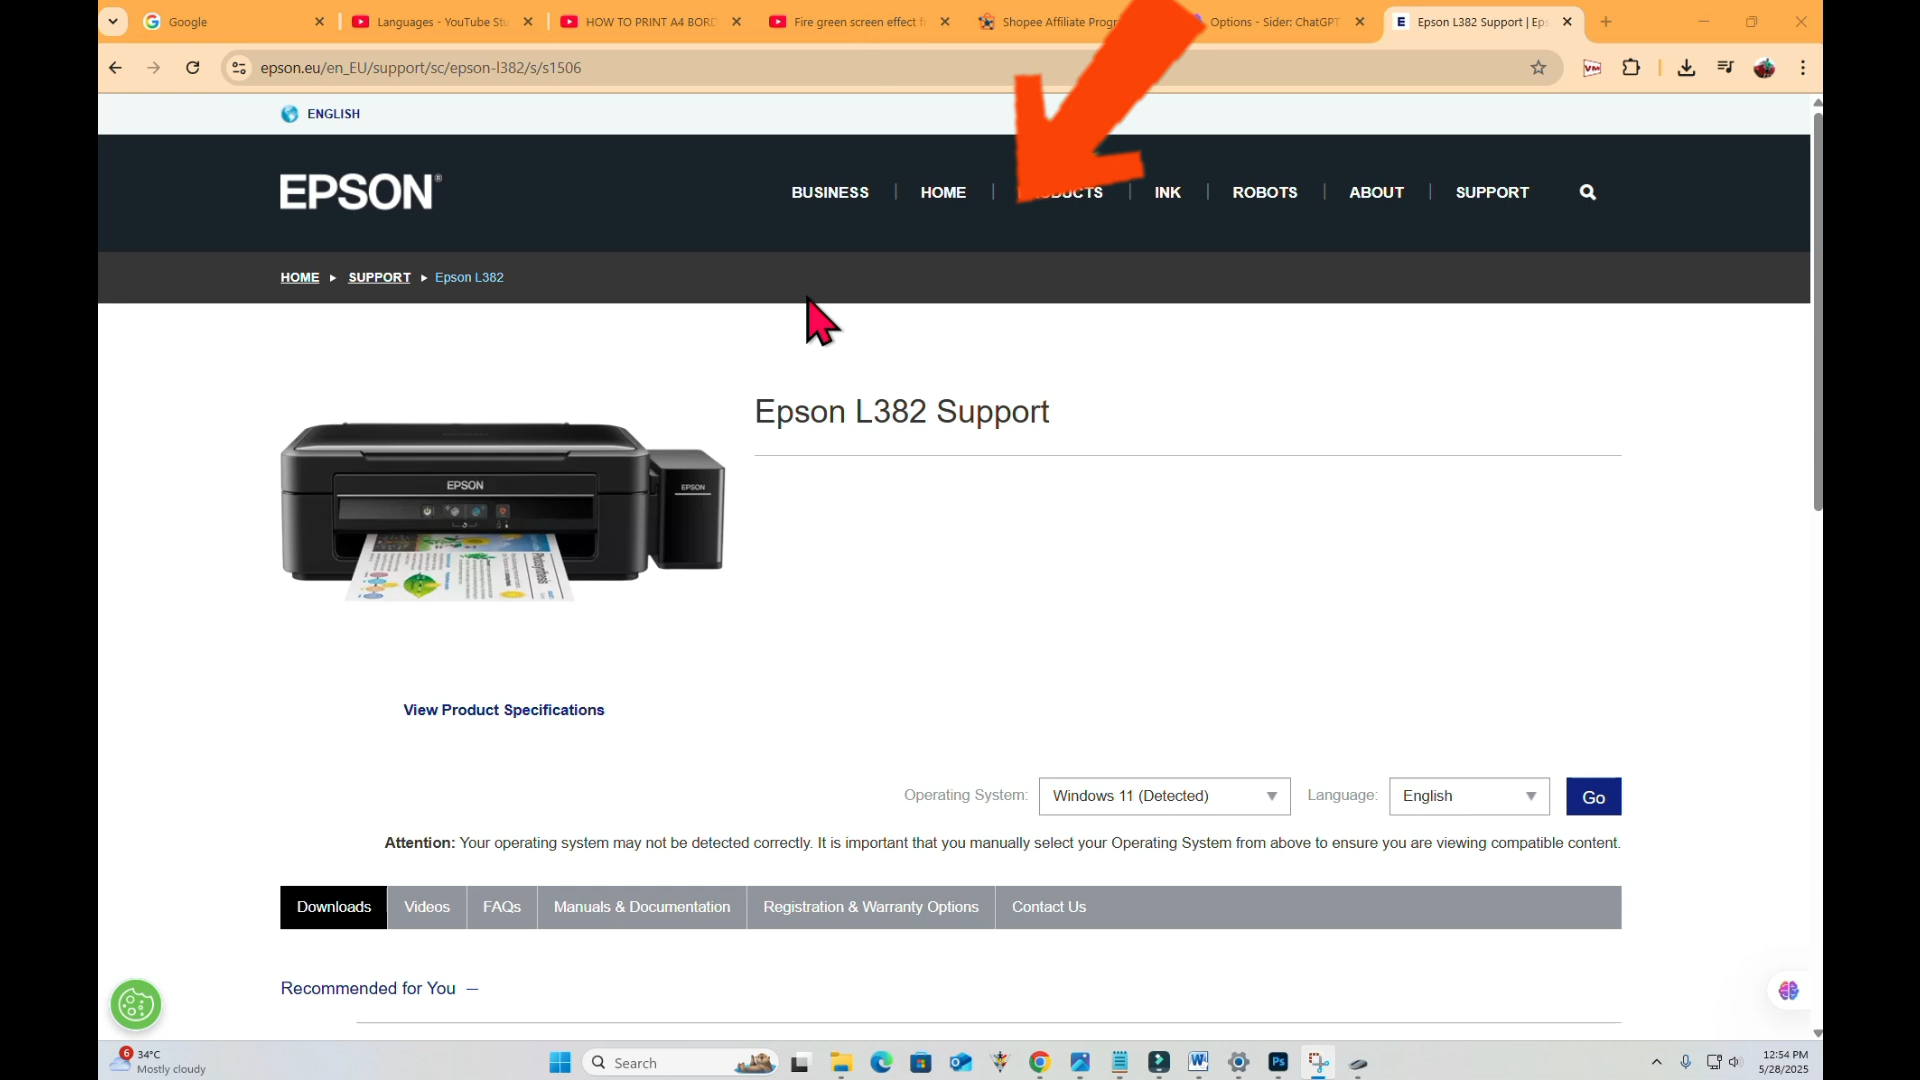 Google
Languages - YouTube Stu
HOW TO PRINT A4 BORD
Fire green screen effect f
Shopee Affiliate Progr
Options - Sider: ChatGPT
Epson L382 Support | Eps
epson.eu/en_EU/support/sc/epson-l382/s/s1506
ENGLISH
EPSON
BUSINESS
HOME
PRODUCTS
INK
ROBOTS
ABOUT
SUPPORT
HOME ▸ SUPPORT ▸ Epson L382
Epson L382 Support
EPSON
EPSON
Photosynthesis
View Product Specifications
Operating System: Windows 11 (Detected) Language: English Go
Attention: Your operating system may not be detected correctly. It is important that you manually select your Operating System from above to ensure you are viewing compatible content.
Downloads
Videos
FAQs
Manuals & Documentation
Registration & Warranty Options
Contact Us
Recommended for You —
6
34°C
Mostly cloudy
Search
Ps
12:54 PM
5/28/2025